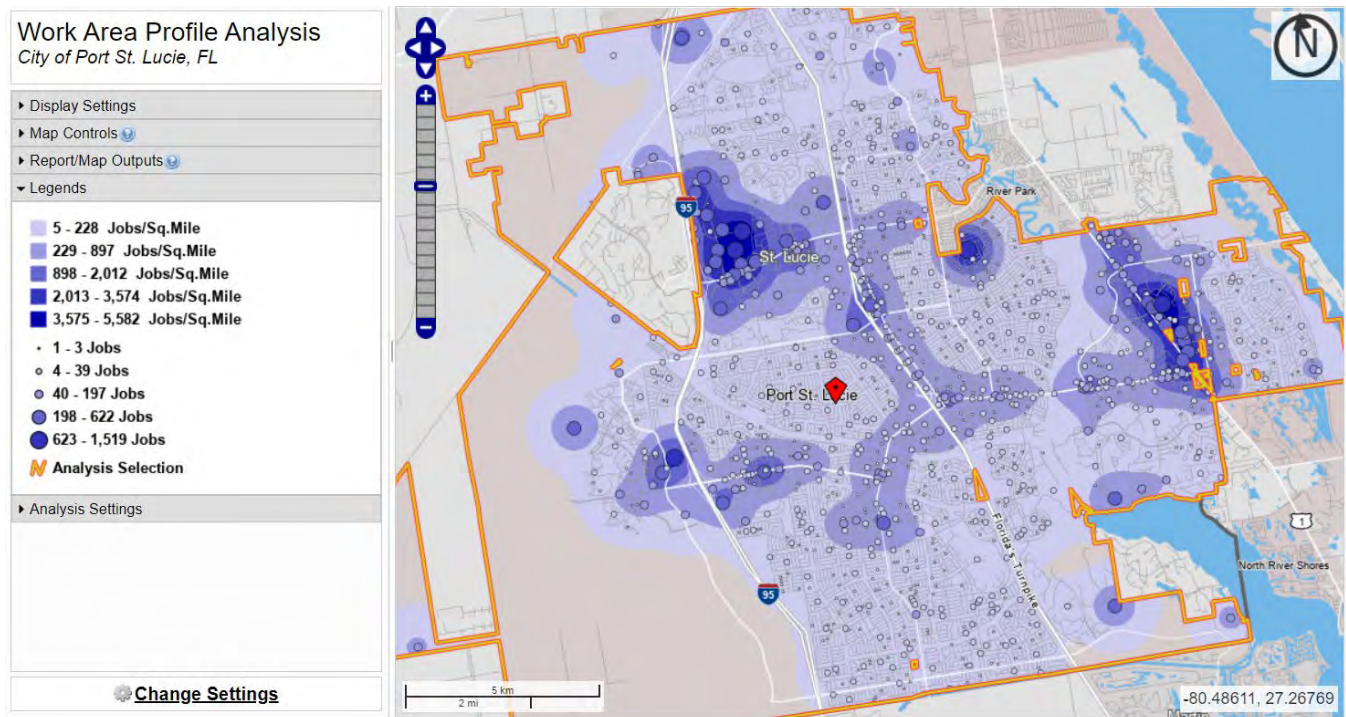 Work Area Profile Analysis
City of Port St. Lucie, FL
Display Settings
Map Controls
Report/Map Outputs
Legends
5 - 228 Jobs/Sq.Mile
229 - 897 Jobs/Sq.Mile
898 - 2,012 Jobs/Sq.Mile
2,013 - 3,574 Jobs/Sq.Mile
3,575 - 5,582 Jobs/Sq.Mile
1 - 3 Jobs
4 - 39 Jobs
40 - 197 Jobs
198 - 622 Jobs
623 - 1,519 Jobs
Analysis Selection
Analysis Settings
Change Settings
N
River Park
95
St. Lucie
Port St. Lucie
Florida's Turnpike
1
North River Shores
95
5 km
2 mi
-80.48611, 27.26769
Martin